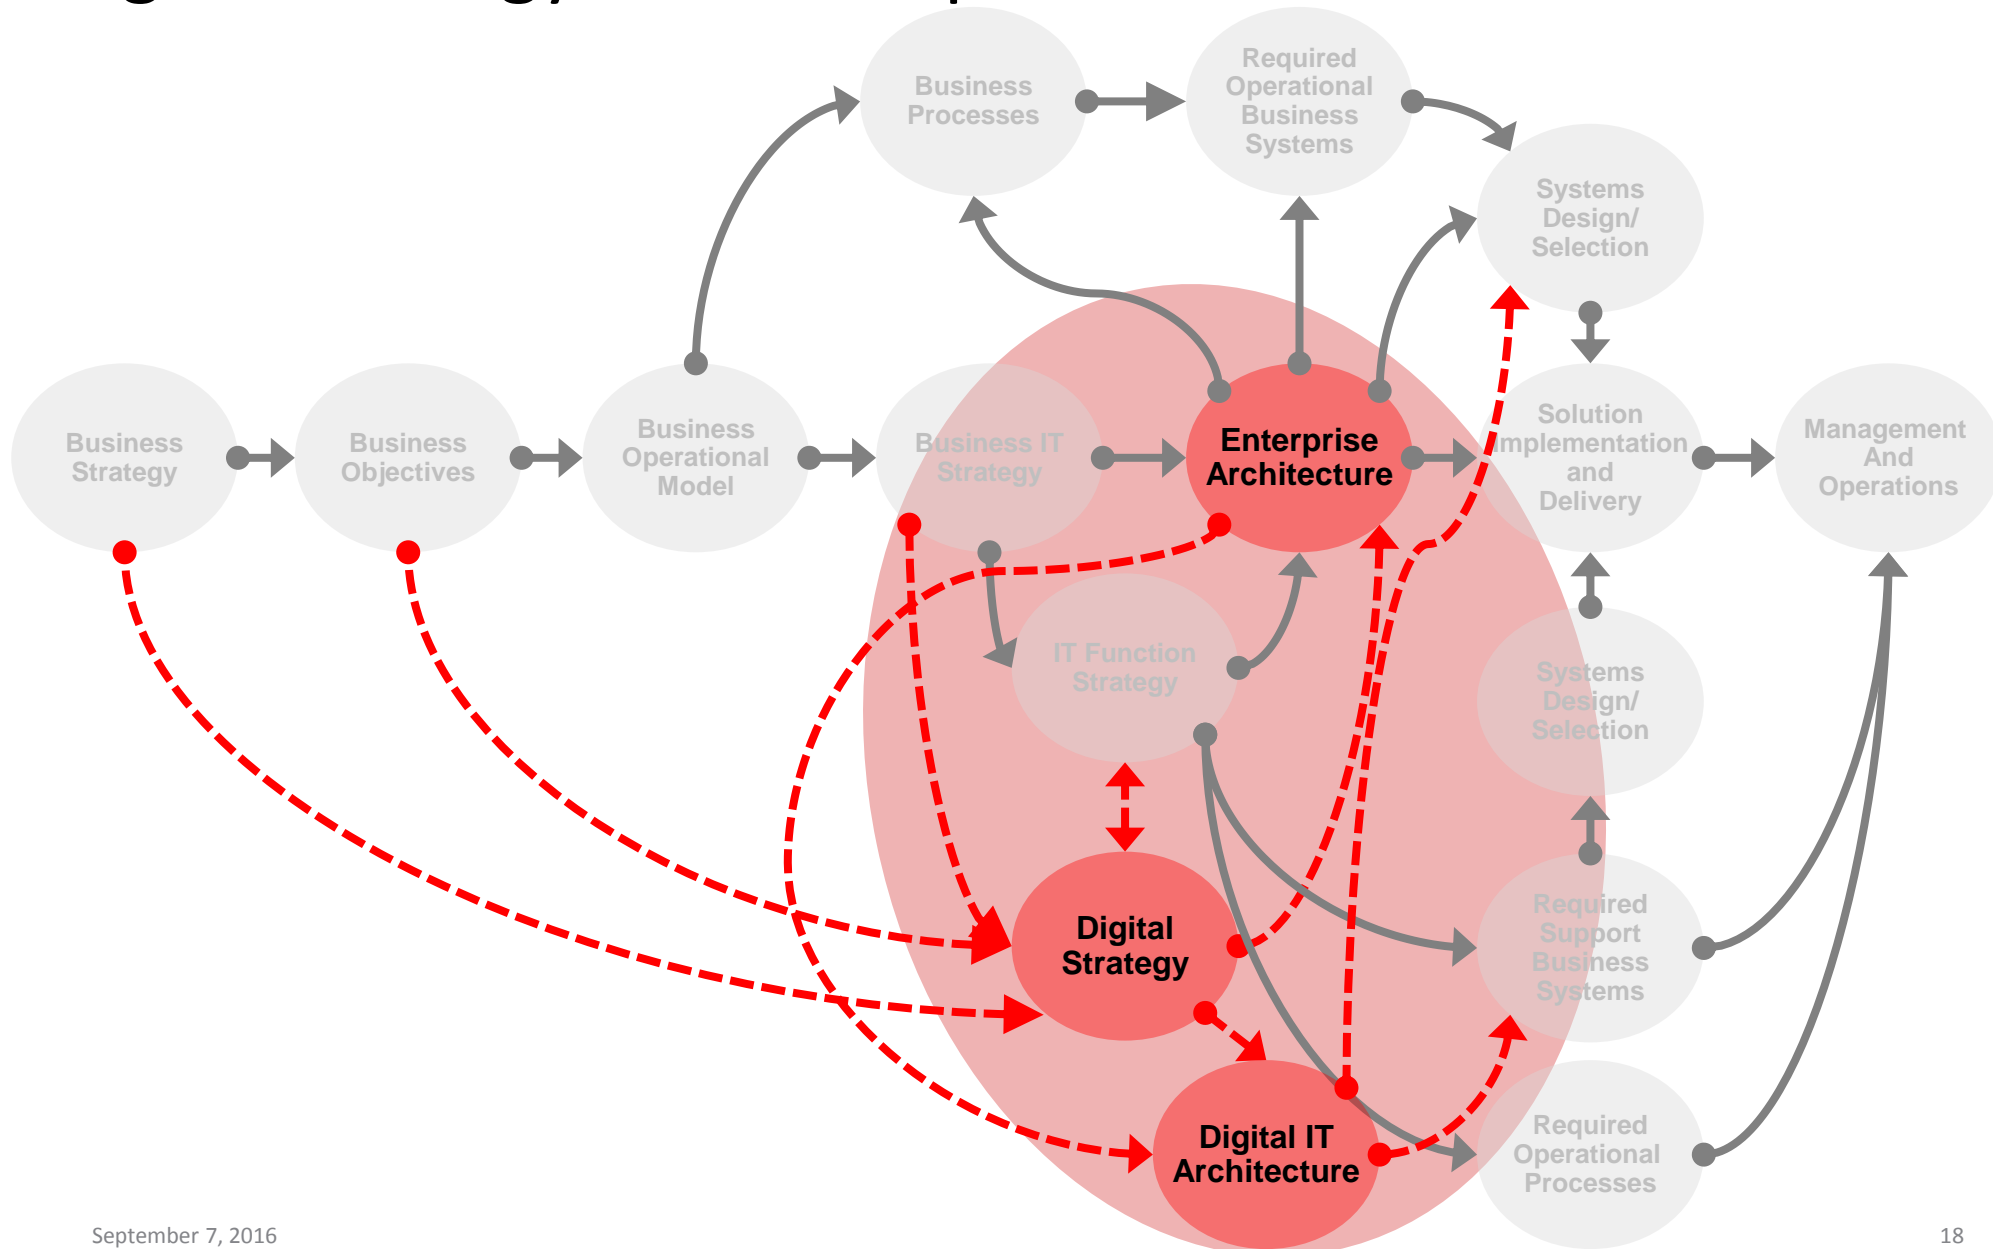 Business
Processes
Required
Operational
Business
Systems
Systems
Design/
Selection
Business
Strategy
Business
Objectives
Business
Operational
Model
Business IT
Strategy
Enterprise
Architecture
Solution
Implementation
and
Delivery
Management
And
Operations
IT Function
Strategy
Systems
Design/
Selection
Digital
Strategy
Required
Support
Business
Systems
Digital IT
Architecture
Required
Operational
Processes
September 7, 2016
18